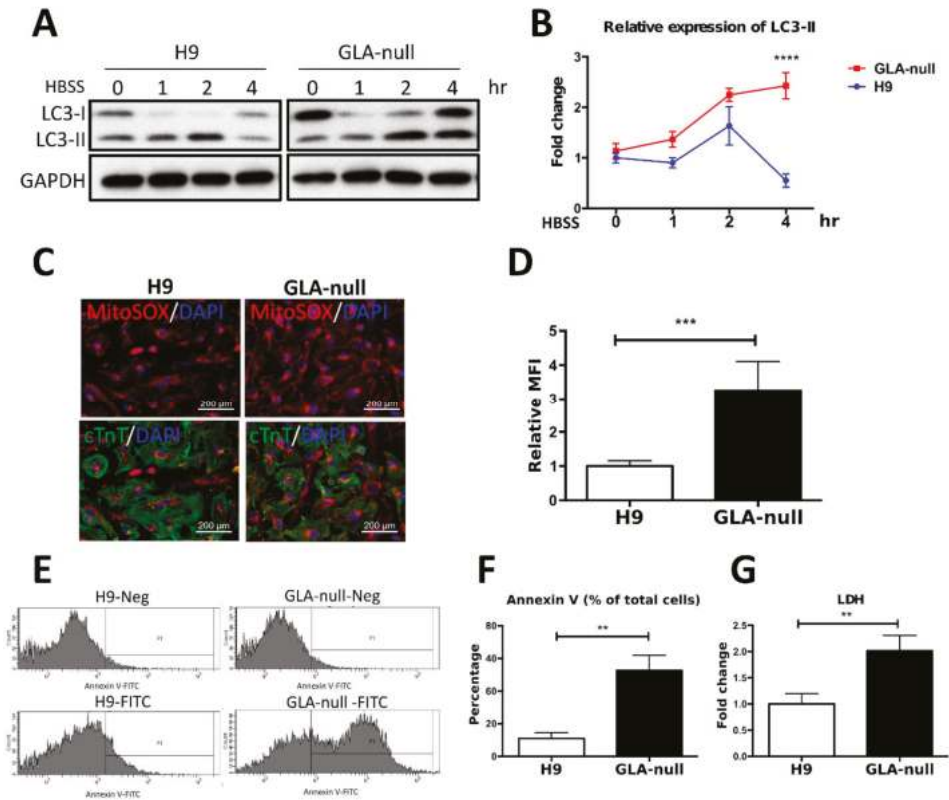 A
H9 GLA-null
HBSS 0 1 2 4 0 1 2 4 hr
LC3-I
LC3-II
GAPDH
B
Relative expression of LC3-II
****
GLA-null
H9
Fold change
3
2
1
0
HBSS 0 1 2 4 hr
C
H9 GLA-null
MitoSOX/DAPI MitoSOX/DAPI
200 μm 200 μm
cTnT/DAPI cTnT/DAPI
200 μm 200 μm
D
***
Relative MFI
5
4
3
2
1
0
H9 GLA-null
E
H9-Neg GLA-null-Neg
Count Count
Annexin V-FITC Annexin V-FITC
H9-FITC GLA-null -FITC
Count Count
Annexin V-FITC Annexin V-FITC
F
Annexin V (% of total cells)
**
Percentage
80
60
40
20
0
H9 GLA-null
G
LDH
**
Fold change
2.5
2.0
1.5
1.0
0.5
0.0
H9 GLA-null